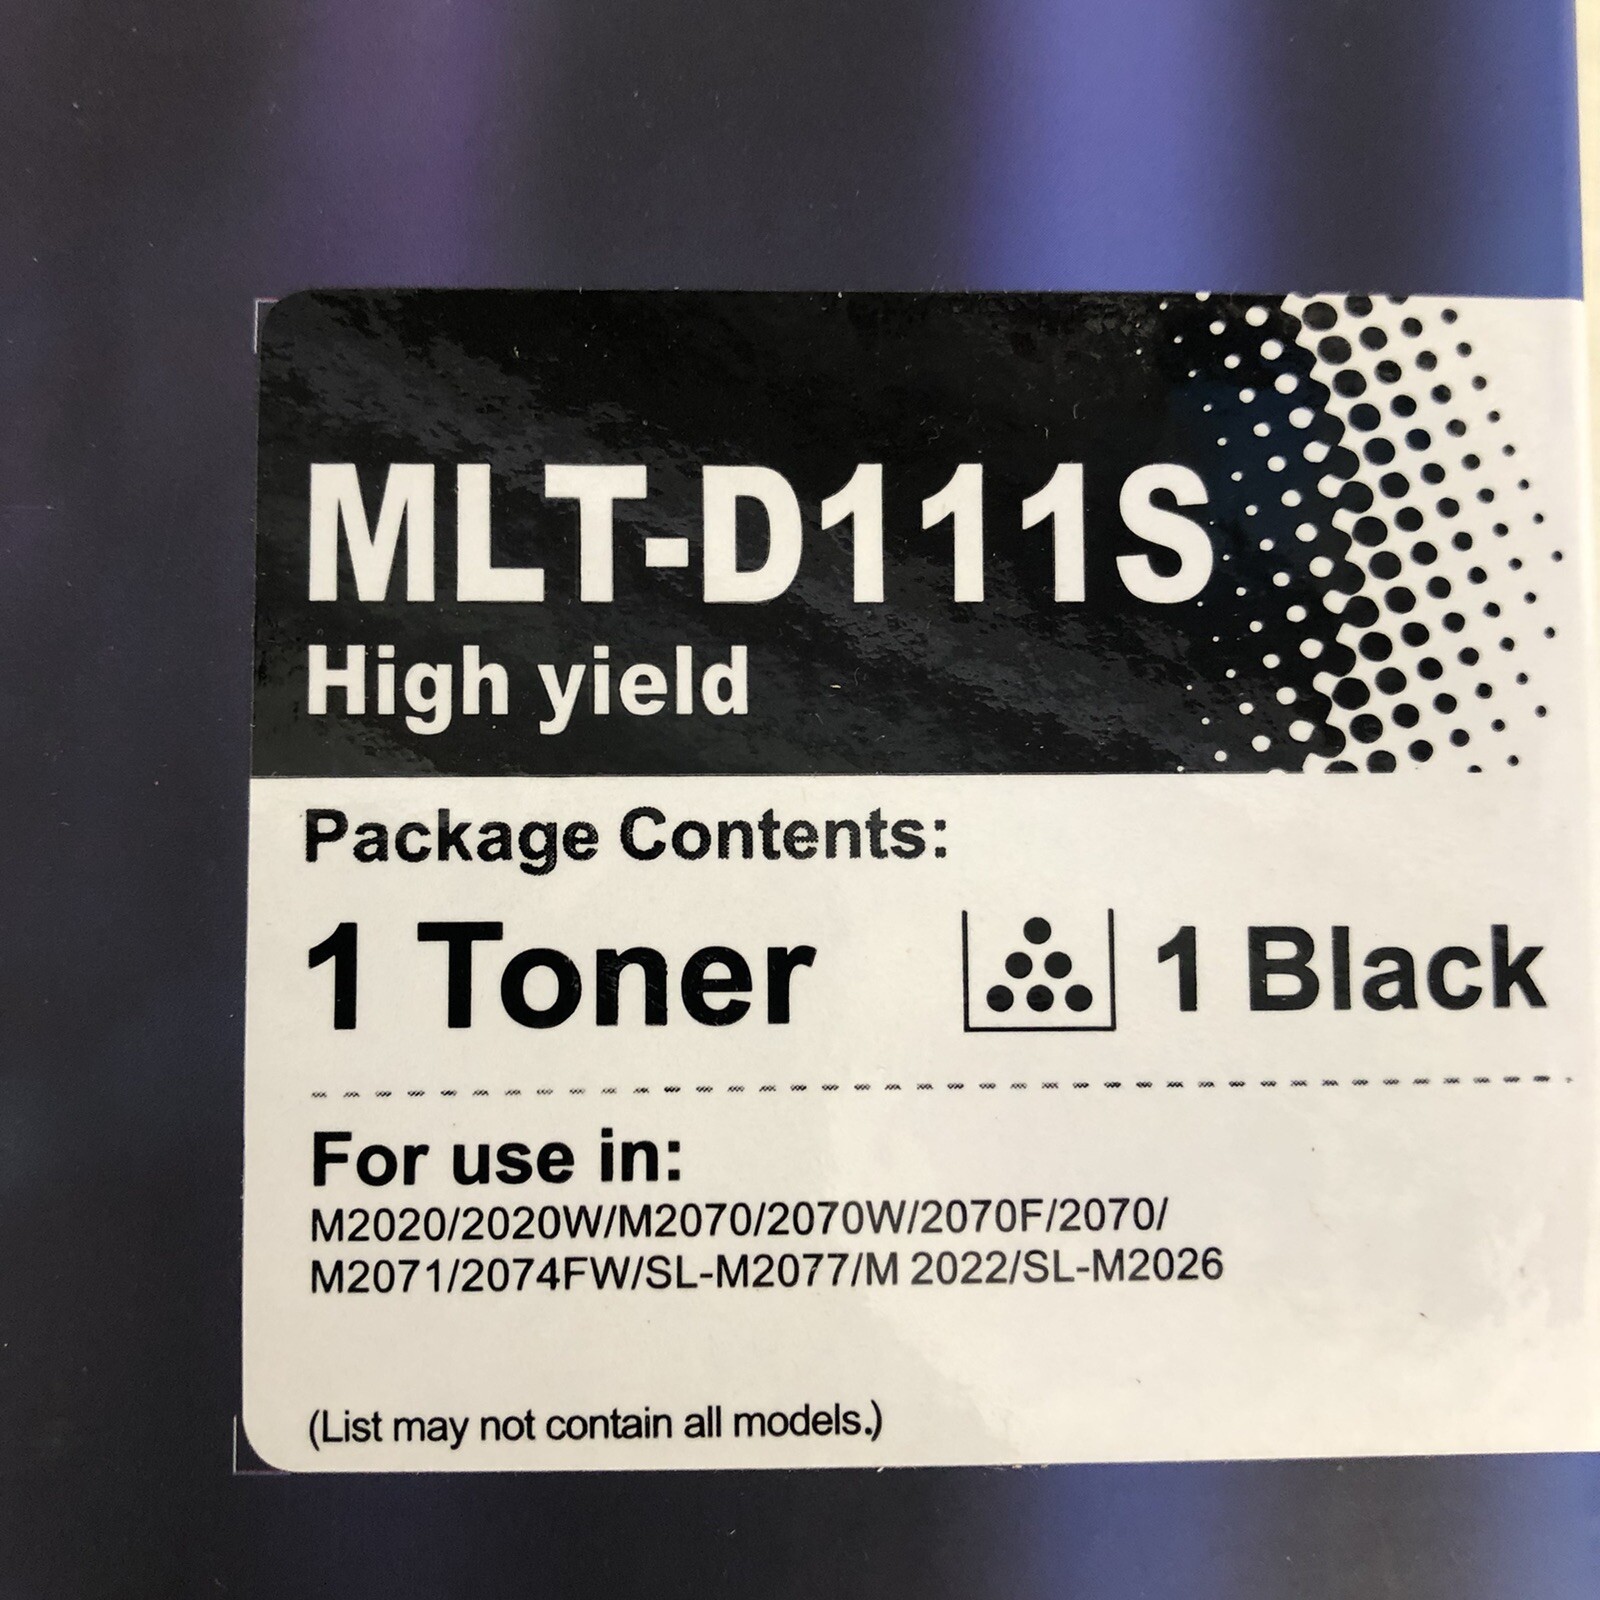 MLT-D111S
High yield
Package Contents:
1 Toner 1 Black
For use in:
M2020/2020W/M2070/2070W/2070F/2070/
M2071/2074FW/SL-M2077/M 2022/SL-M2026
(List may not contain all models.)